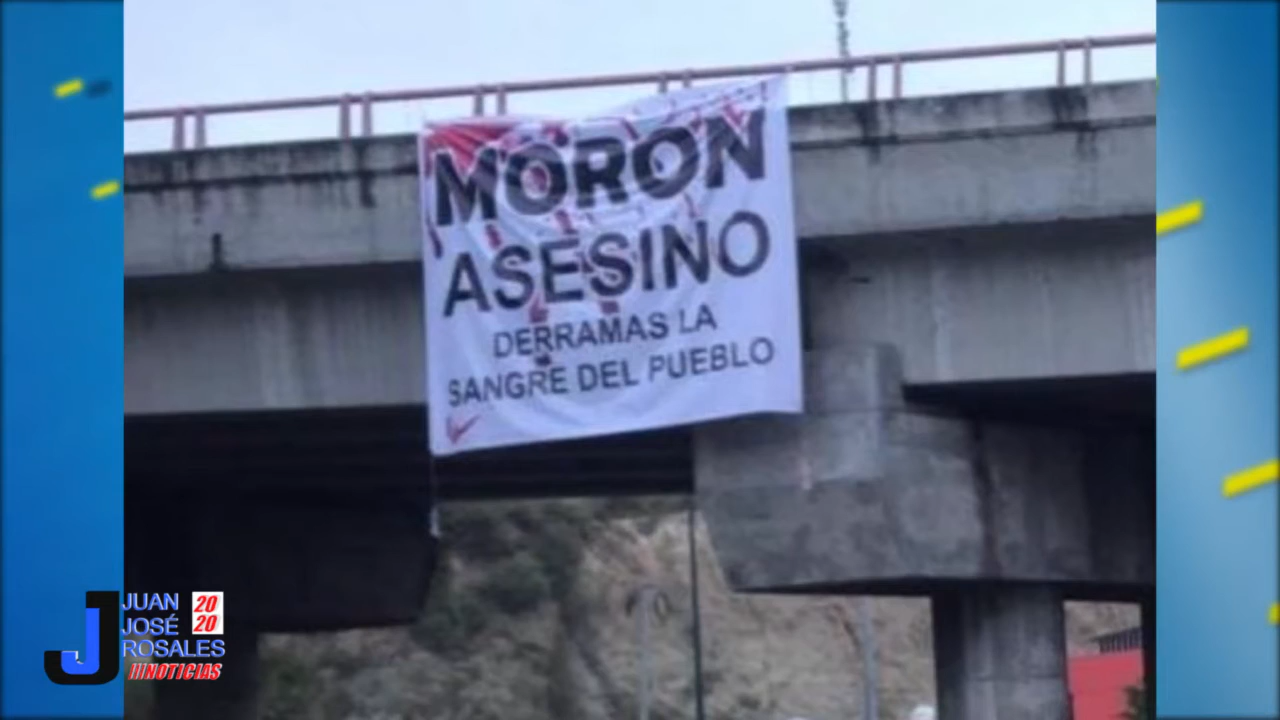 MORON
ASESINO
DERRAMAS LA
SANGRE DEL PUEBLO
J JUAN
JOSÉ
ROSALES
20
20
///NOTICIAS